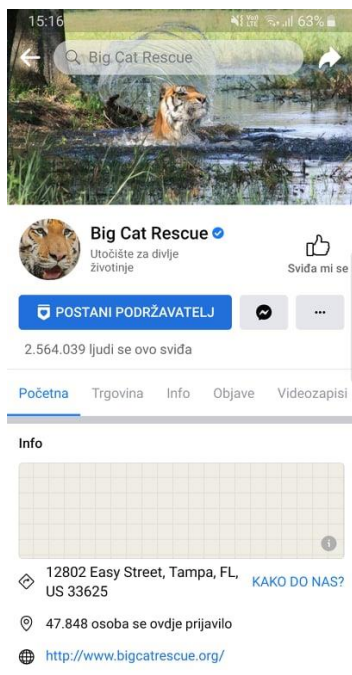 15:16 63%
Big Cat Rescue
Big Cat Rescue
Utočište za divlje
životinje
Sviđa mi se
POSTANI PODRŽAVATELJ
2.564.039 ljudi se ovo sviđa
Početna Trgovina Info Objave Videozapisi
Info
12802 Easy Street, Tampa, FL,
US 33625
KAKO DO NAS?
47.848 osoba se ovdje prijavilo
http://www.bigcatrescue.org/